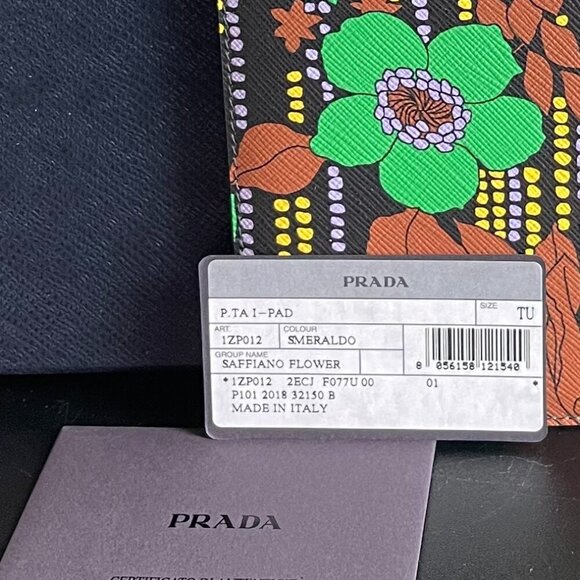 PRADA
P.TA I-PAD
SIZE TU
ART. COLOUR
1ZP012 SMERALDO
GROUP NAME
SAFFIANO FLOWER
8 056158 121540
*1ZP012 2ECJ F077U 00 01 *
P101 2018 32150 B
MADE IN ITALY
PRADA